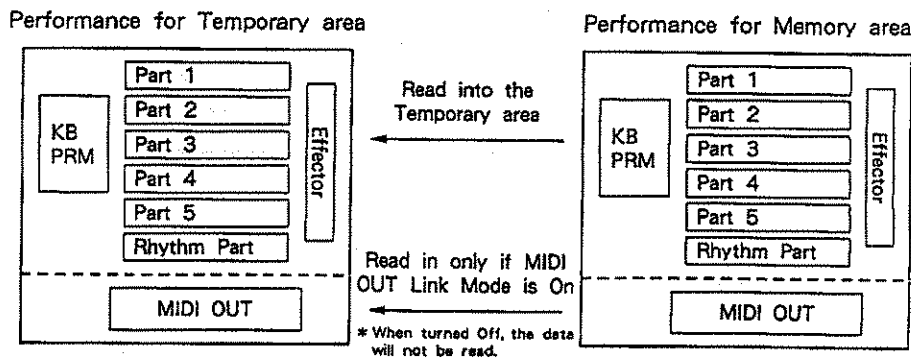 Performance for Temporary area
KB
PRM
Part 1
Part 2
Part 3
Part 4
Part 5
Rhythm Part
Effector
MIDI OUT
Read into the
Temporary area
Read in only if MIDI
OUT Link Mode is On
* When turned Off, the data
will not be read.
Performance for Memory area
KB
PRM
Part 1
Part 2
Part 3
Part 4
Part 5
Rhythm Part
Effector
MIDI OUT